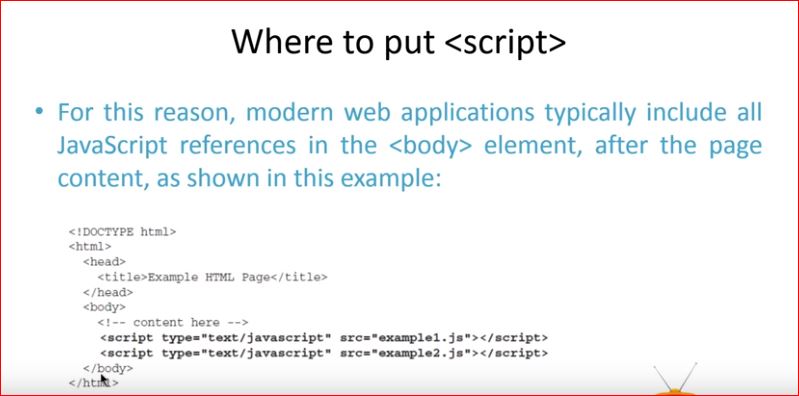 Where to put <script>
• For this reason, modern web applications typically include all
JavaScript references in the <body> element, after the page
content, as shown in this example:
<!DOCTYPE html>
<html>
<head>
<title>Example HTML Page</title>
</head>
<body>
<!-- content here -->
<script type="text/javascript" src="example1.js"></script>
<script type="text/javascript" src="example2.js"></script>
</body>
</html>